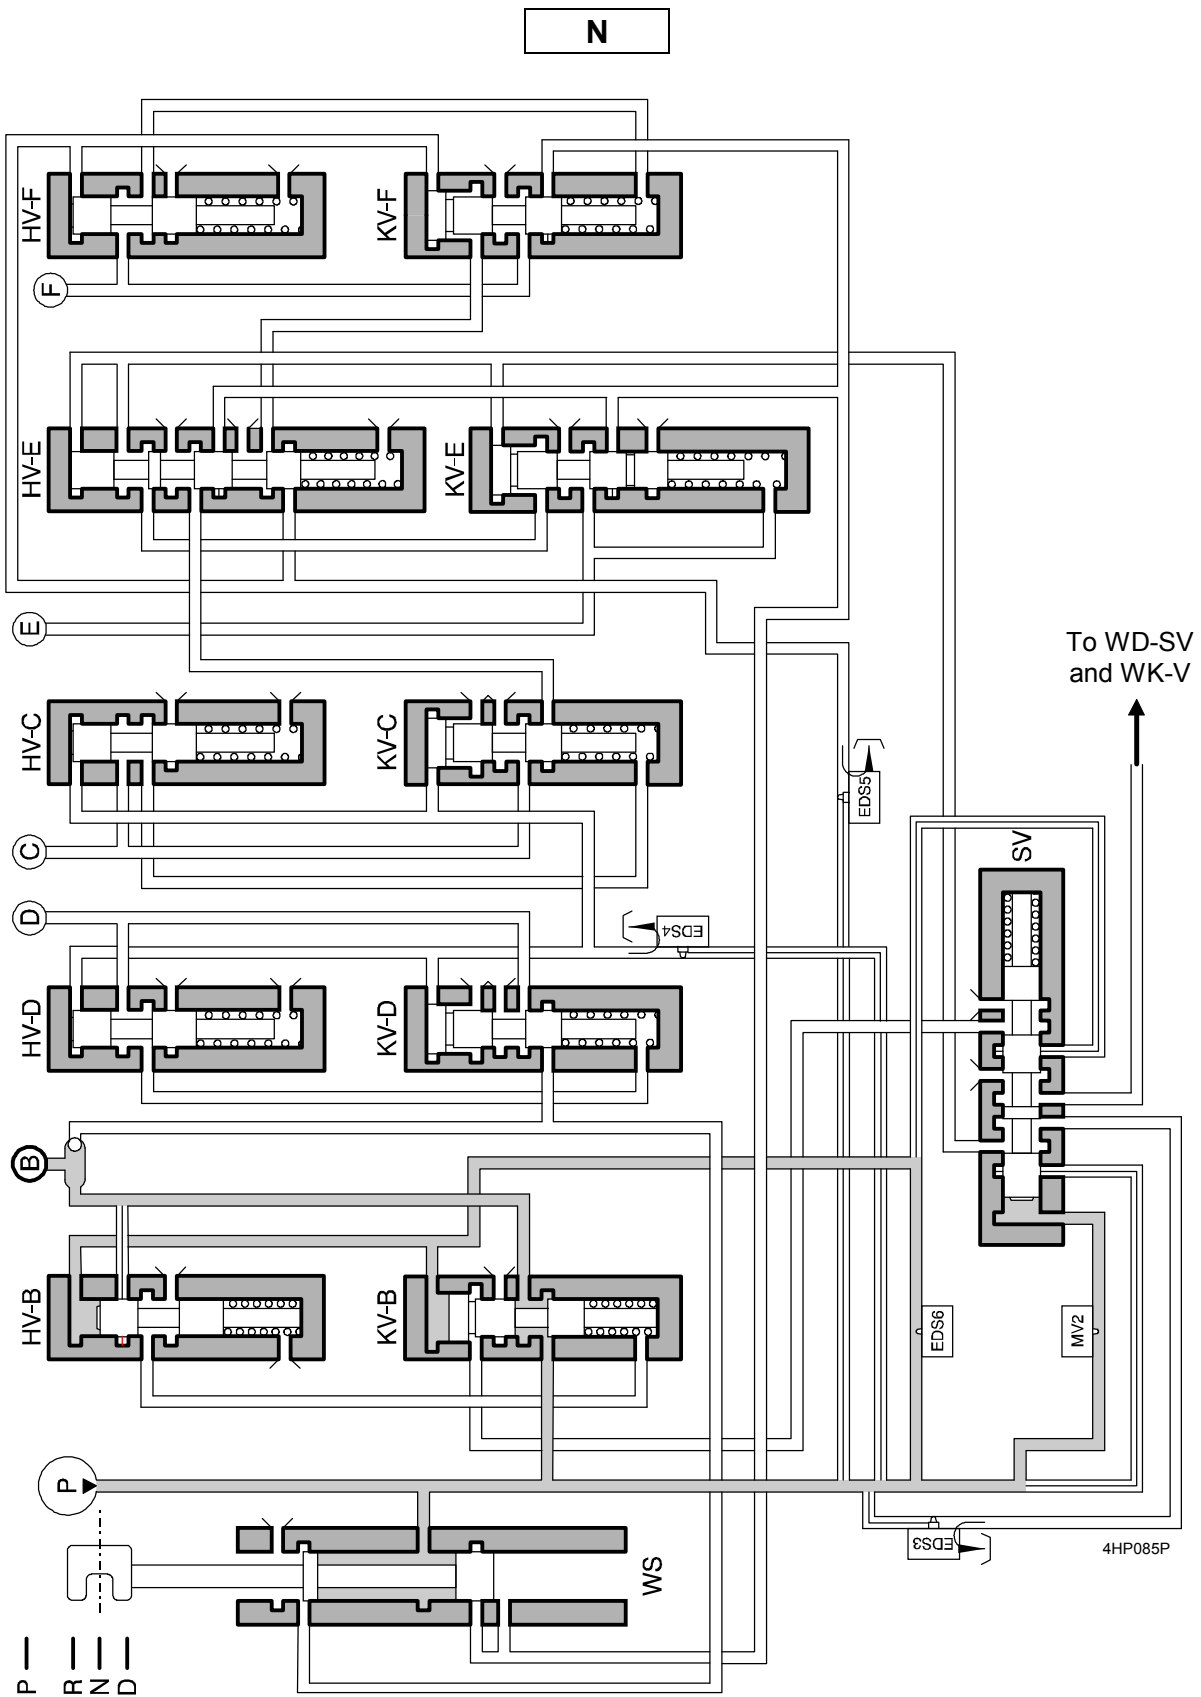 N
HV-F
KV-F
F
HV-E
KV-E
E
To WD-SV
and WK-V
HV-C
KV-C
EDS5
SV
C
D
EDS4
HV-D
KV-D
B
HV-B
KV-B
EDS6
MV2
P
EDS3
4HP085P
WS
P
R
N
D